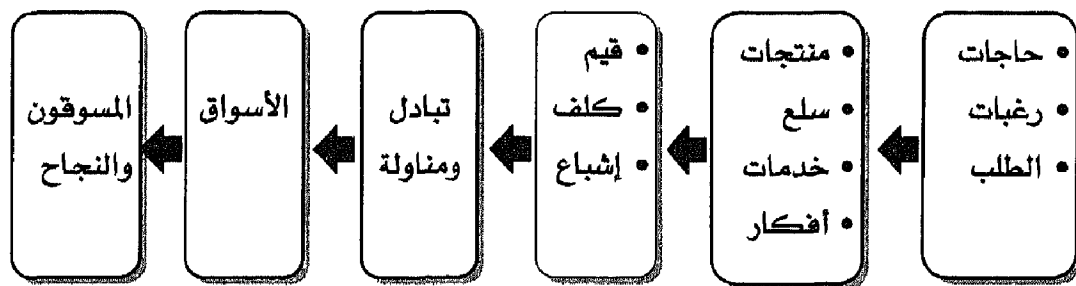 • حاجات
• رغبات
• الطلب
• منتجات
• سلع
• خدمات
• أفكار
• قيم
• كلف
• إشباع
تبادل
ومناولة
الأسواق
المسوقون
والنجاح